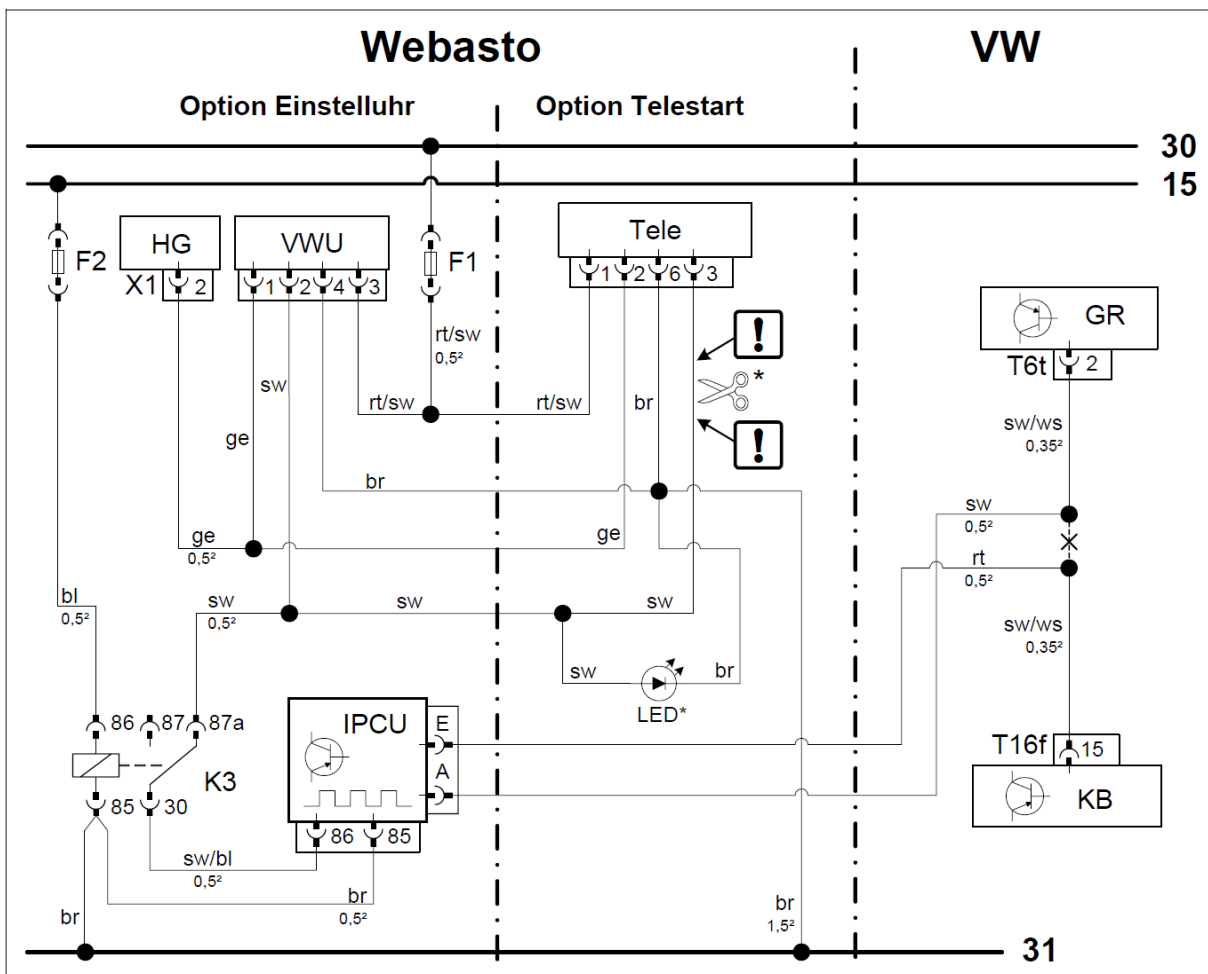 Webasto
VW
Option Einstelluhr
Option Telestart
30
15
F2
HG
X1
2
VWU
1
2
4
3
F1
Tele
1
2
6
3
GR
T6t
2
rt/sw
0,5²
sw
rt/sw
rt/sw
br
!
*
!
ge
sw/ws
0,35²
br
sw
0,5²
ge
0,5²
ge
rt
0,5²
bl
0,5²
sw
0,5²
sw
sw
sw/ws
0,35²
sw
br
LED*
86
87
87a
IPCU
E
A
K3
T16f
15
KB
85
30
86
85
sw/bl
0,5²
br
0,5²
br
br
1,5²
31